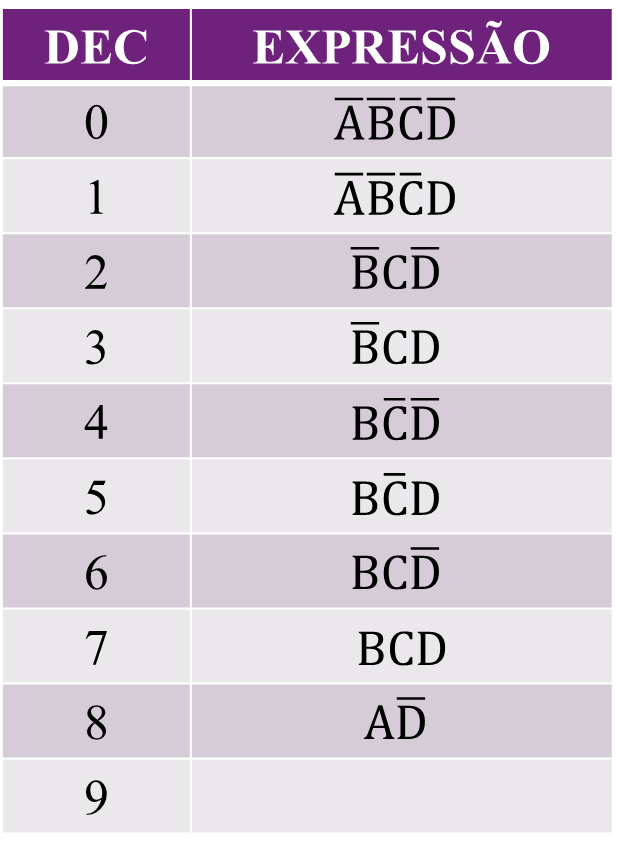 DEC EXPRESSÃO
0 A̅B̅C̅D̅
1 A̅B̅C̅D
2 B̅CD̅
3 B̅CD
4 BC̅D̅
5 BC̅D
6 BCD̅
7 BCD
8 AD̅
9